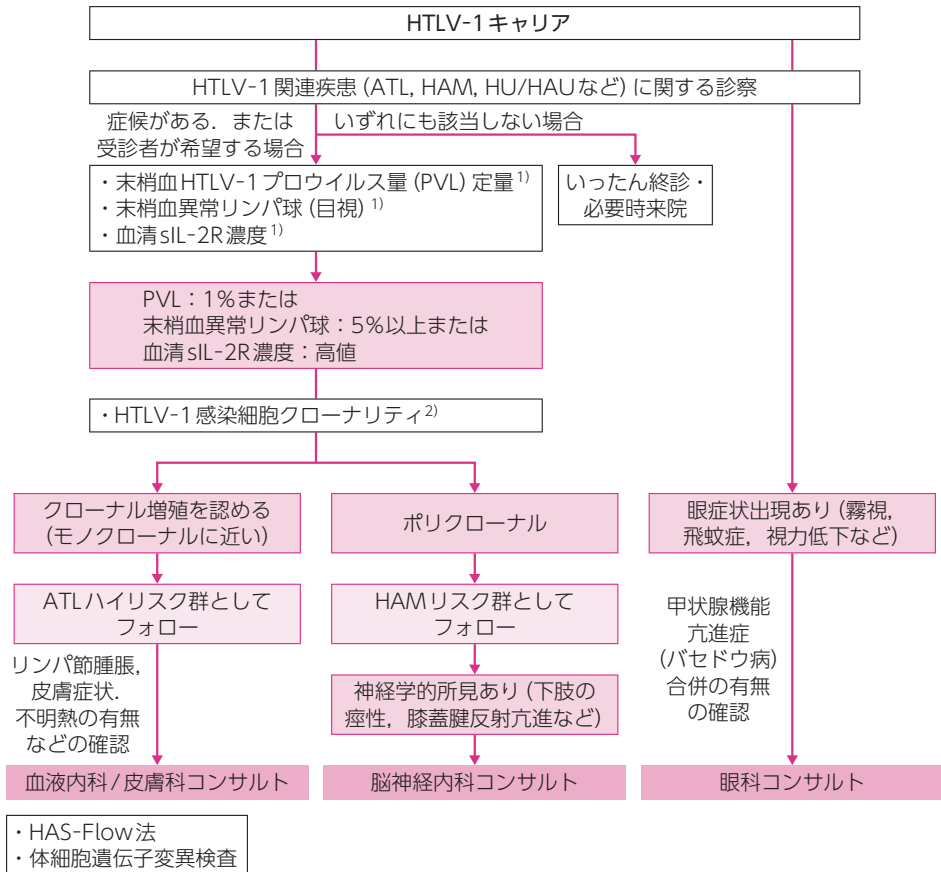 HTLV-1キャリア
HTLV-1関連疾患(ATL, HAM, HU/HAUなど)に関する診察
症候がある．または
受診者が希望する場合
いずれにも該当しない場合
・末梢血HTLV-1プロウイルス量(PVL)定量1)
・末梢血異常リンパ球(目視)1)
・血清sIL-2R濃度1)
いったん終診・
必要時来院
PVL：1％または
末梢血異常リンパ球：5％以上または
血清sIL-2R濃度：高値
・HTLV-1感染細胞クローナリティ2)
クローナル増殖を認める
(モノクローナルに近い)
ポリクローナル
眼症状出現あり(霧視，
飛蚊症，視力低下など)
ATLハイリスク群として
フォロー
HAMリスク群として
フォロー
リンパ節腫脹，
皮膚症状．
不明熱の有無
などの確認
神経学的所見あり(下肢の
痙性，膝蓋腱反射亢進など)
甲状腺機能
亢進症
(バセドウ病)
合併の有無
の確認
血液内科/皮膚科コンサルト
脳神経内科コンサルト
眼科コンサルト
・HAS-Flow法
・体細胞遺伝子変異検査